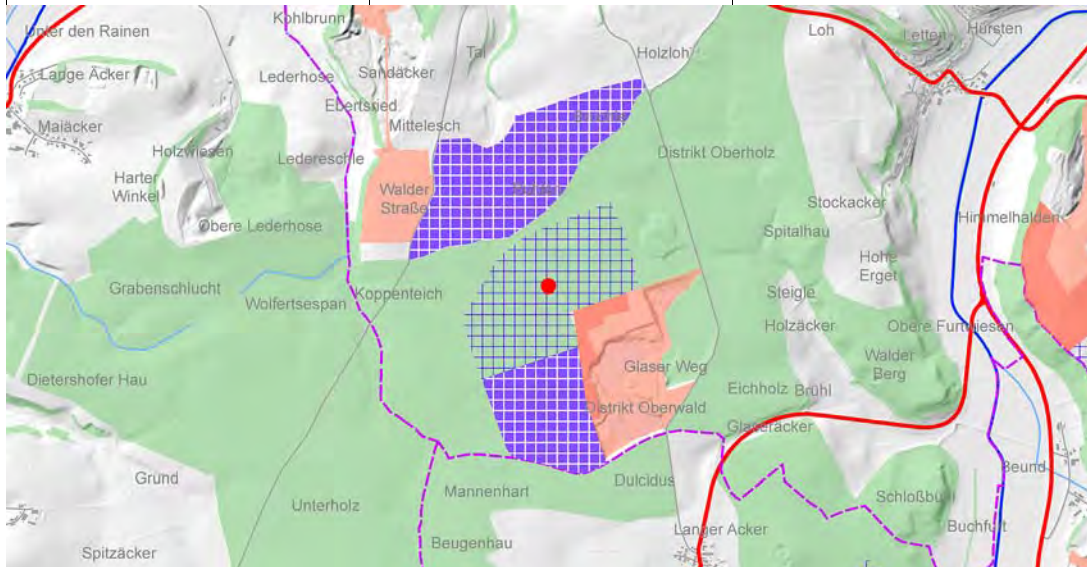 Kohlbrunn
Unter den Rainen
Loh
Letten
Hürsten
Tal
Holzloh
Lange Äcker
Lederhose
Sandäcker
Ebertsried
Maiäcker
Mittelesch
Holzwiesen
Ledereschle
Distrikt Oberholz
Harter
Winkel
Walder
Straße
Stockacker
Obere Lederhose
Himmelhalden
Spitalhau
Hohe
Erget
Grabenschlucht
Koppenteich
Steigle
Wolfertsespan
Holzäcker
Obere Furtwiesen
Glaser Weg
Walder
Berg
Dietershofer Hau
Eichholz
Brühl
Distrikt Oberwald
Glaseräcker
Grund
Mannenhart
Dulcidus
Beund
Unterholz
Schloßbühl
Langer Acker
Buchfurt
Beugenhau
Spitzäcker